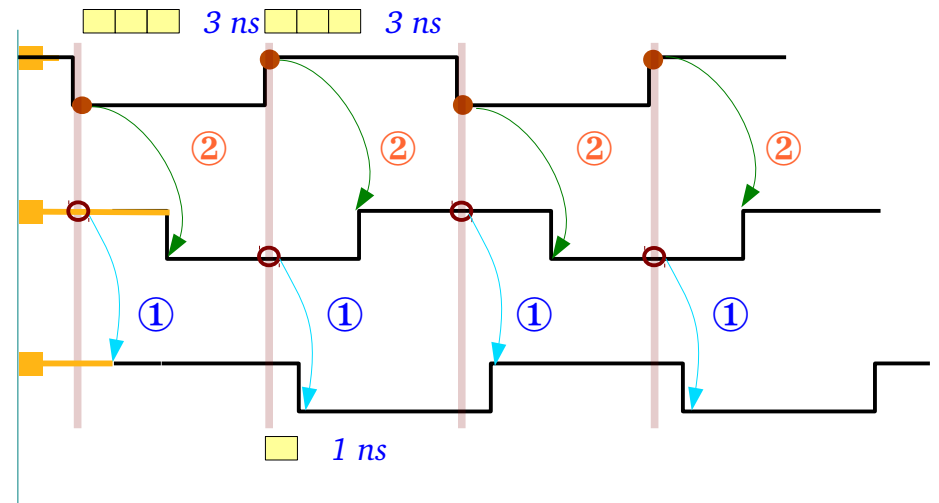 3 ns 3 ns
② ② ② ②
① ① ① ①
1 ns